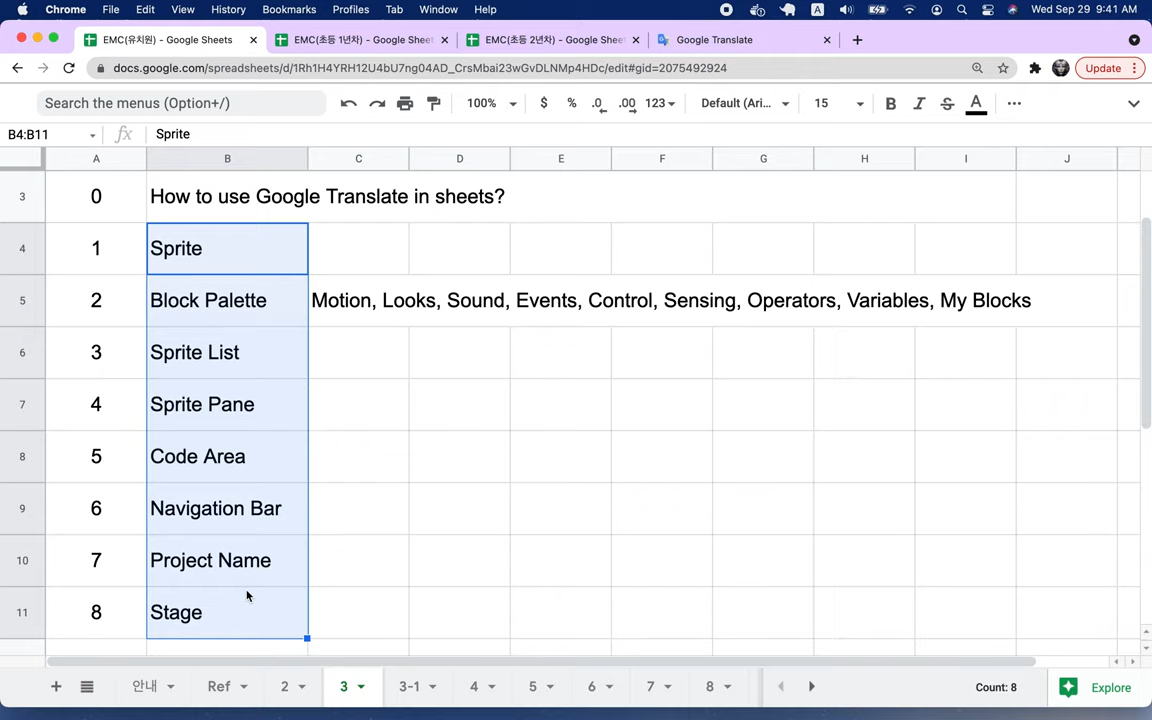 Chrome File Edit View History Bookmarks Profiles Tab Window Help A Wed Sep 29 9:41 AM
EMC(유치원) - Google Sheets EMC(초등 1년차) - Google Sheet EMC(초등 2년차) - Google Sheet Google Translate
docs.google.com/spreadsheets/d/1Rh1H4YRH12U4bU7ng04AD_CrsMbai23wGvDLNMp4HDc/edit#gid=2075492924 Update
Search the menus (Option+/) 100% $ % .0 .00 123 Default (Ari... 15 B I S A
B4:B11 fx Sprite
A B C D E F G H I J
3 0 How to use Google Translate in sheets?
4 1 Sprite
5 2 Block Palette Motion, Looks, Sound, Events, Control, Sensing, Operators, Variables, My Blocks
6 3 Sprite List
7 4 Sprite Pane
8 5 Code Area
9 6 Navigation Bar
10 7 Project Name
11 8 Stage
안내 Ref 2 3 3-1 4 5 6 7 8 Count: 8 Explore